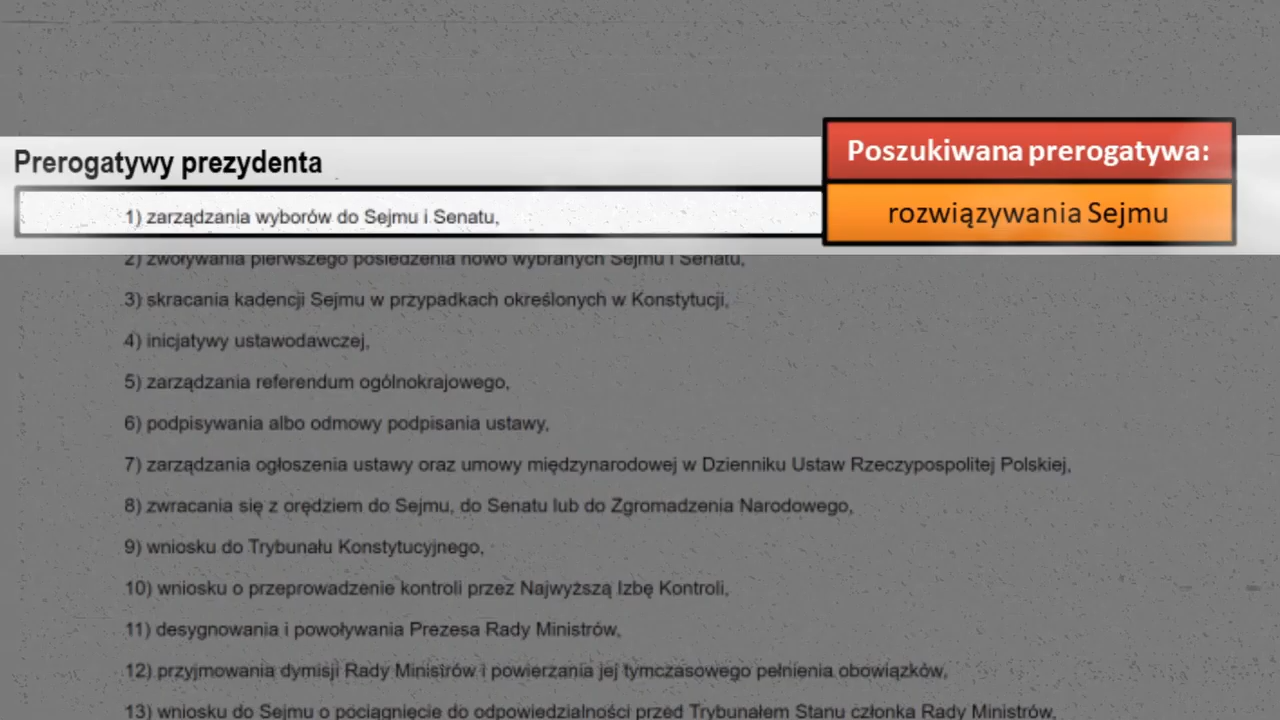 Prerogatywy prezydenta
Poszukiwana prerogatywa:
rozwiązywania Sejmu
1) zarządzania wyborów do Sejmu i Senatu,
2) zwoływania pierwszego posiedzenia nowo wybranych Sejmu i Senatu,
3) skracania kadencji Sejmu w przypadkach określonych w Konstytucji,
4) inicjatywy ustawodawczej,
5) zarządzania referendum ogólnokrajowego,
6) podpisywania albo odmowy podpisania ustawy,
7) zarządzania ogłoszenia ustawy oraz umowy międzynarodowej w Dzienniku Ustaw Rzeczypospolitej Polskiej,
8) zwracania się z orędziem do Sejmu, do Senatu lub do Zgromadzenia Narodowego,
9) wniosku do Trybunału Konstytucyjnego,
10) wniosku o przeprowadzenie kontroli przez Najwyższą Izbę Kontroli,
11) desygnowania i powoływania Prezesa Rady Ministrów,
12) przyjmowania dymisji Rady Ministrów i powierzania jej tymczasowego pełnienia obowiązków,
13) wniosku do Sejmu o pociągnięcie do odpowiedzialności przed Trybunałem Stanu członka Rady Ministrów,